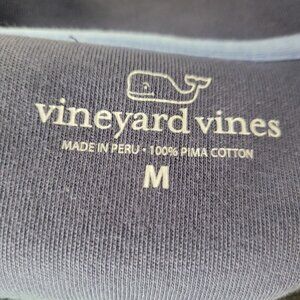 vineyard vines
MADE IN PERU • 100% PIMA COTTON
M